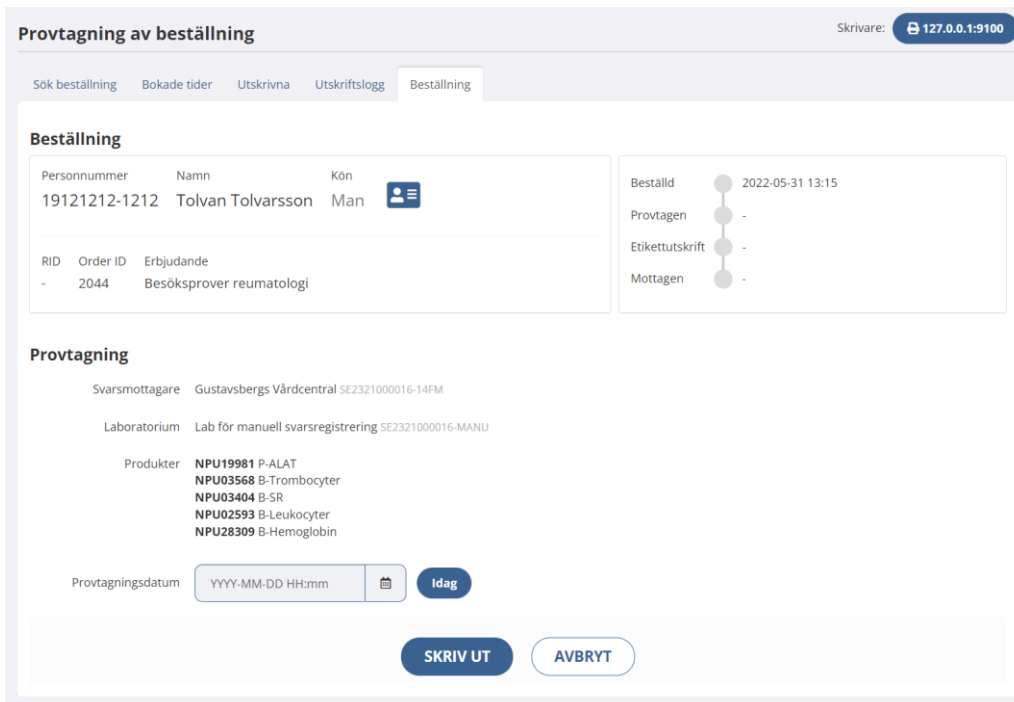 Provtagning av beställning
Skrivare: 127.0.0.1:9100
Sök beställning Bokade tider Utskrivna Utskriftslogg Beställning
Beställning
Personnummer Namn Kön
19121212-1212 Tolvan Tolvarsson Man
RID Order ID Erbjudande
- 2044 Besöksprover reumatologi
Beställd 2022-05-31 13:15
Provtagen -
Etikettutskrift -
Mottagen -
Provtagning
Svarsmottagare Gustavsbergs Vårdcentral SE2321000016-14FM
Laboratorium Lab för manuell svarsregistrering SE2321000016-MANU
Produkter NPU19981 P-ALAT
NPU03568 B-Trombocyter
NPU03404 B-SR
NPU02593 B-Leukocyter
NPU28309 B-Hemoglobin
Provtagningsdatum YYYY-MM-DD HH:mm Idag
SKRIV UT AVBRYT